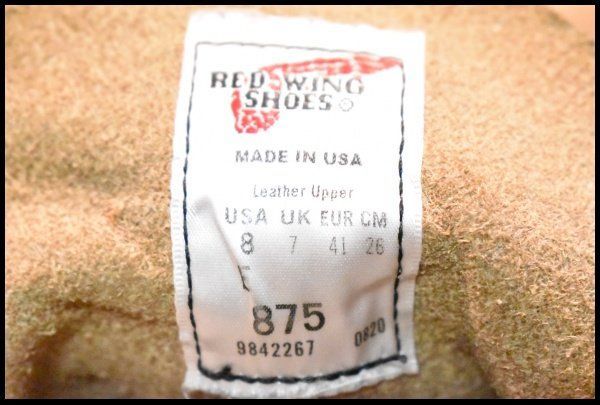 RED WING
SHOES ®
MADE IN USA
Leather Upper
USA UK EUR CM
8 7 41 26
875
9842267 0820